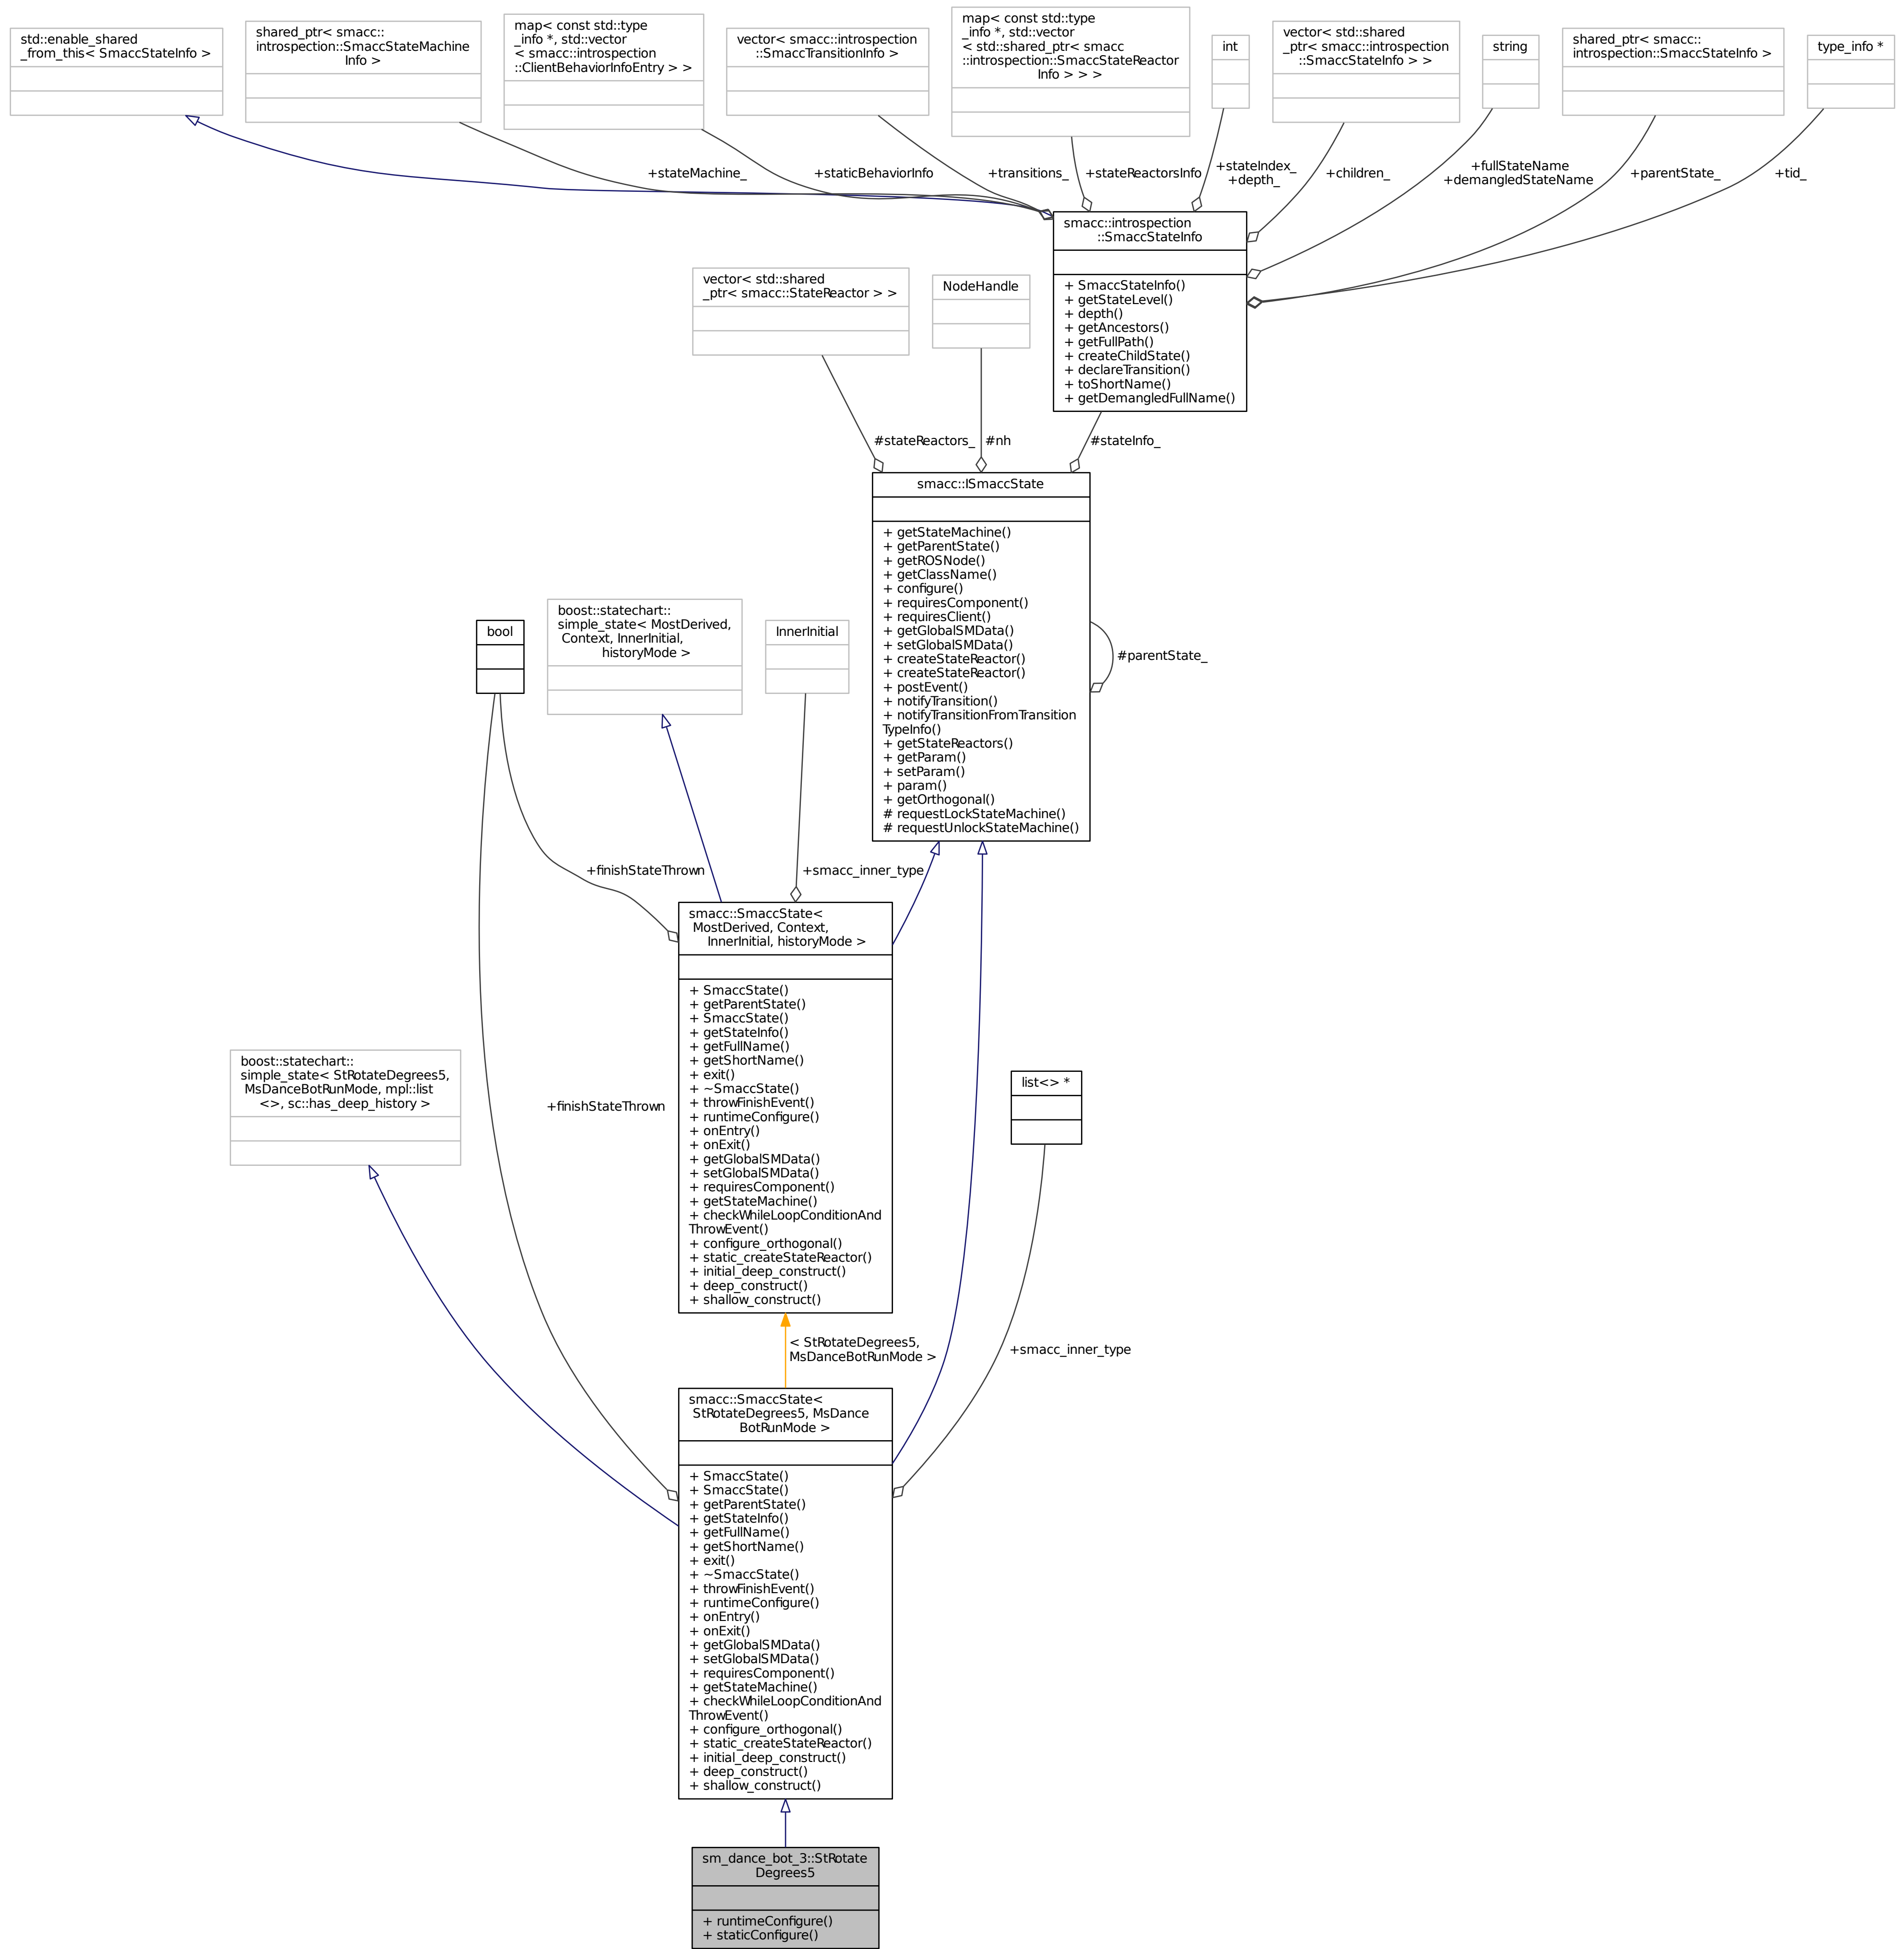 std::enable_shared
_from_this< SmaccStateInfo >
shared_ptr< smacc::
introspection::SmaccStateMachine
Info >
map< const std::type
_info *, std::vector
< smacc::introspection
::ClientBehaviorInfoEntry > >
vector< smacc::introspection
::SmaccTransitionInfo >
map< const std::type
_info *, std::vector
< std::shared_ptr< smacc
::introspection::SmaccStateReactor
Info > > >
int
vector< std::shared
_ptr< smacc::introspection
::SmaccStateInfo > >
string
shared_ptr< smacc::
introspection::SmaccStateInfo >
type_info *
+stateMachine_
+staticBehaviorInfo
+transitions_
+stateReactorsInfo
+stateIndex_
+depth_
+children_
+fullStateName
+demangledStateName
+parentState_
+tid_
smacc::introspection
::SmaccStateInfo
+ SmaccStateInfo()
+ getStateLevel()
+ depth()
+ getAncestors()
+ getFullPath()
+ createChildState()
+ declareTransition()
+ toShortName()
+ getDemangledFullName()
vector< std::shared
_ptr< smacc::StateReactor > >
NodeHandle
#stateReactors_
#nh
#stateInfo_
smacc::ISmaccState
+ getStateMachine()
+ getParentState()
+ getROSNode()
+ getClassName()
+ configure()
+ requiresComponent()
+ requiresClient()
+ getGlobalSMData()
+ setGlobalSMData()
+ createStateReactor()
+ createStateReactor()
+ postEvent()
+ notifyTransition()
+ notifyTransitionFromTransition
TypeInfo()
+ getStateReactors()
+ getParam()
+ setParam()
+ param()
+ getOrthogonal()
# requestLockStateMachine()
# requestUnlockStateMachine()
#parentState_
bool
boost::statechart::
simple_state< MostDerived,
Context, InnerInitial,
historyMode >
InnerInitial
+finishStateThrown
+smacc_inner_type
smacc::SmaccState<
MostDerived, Context,
InnerInitial, historyMode >
+ SmaccState()
+ getParentState()
+ SmaccState()
+ getStateInfo()
+ getFullName()
+ getShortName()
+ exit()
+ ~SmaccState()
+ throwFinishEvent()
+ runtimeConfigure()
+ onEntry()
+ onExit()
+ getGlobalSMData()
+ setGlobalSMData()
+ requiresComponent()
+ getStateMachine()
+ checkWhileLoopConditionAnd
ThrowEvent()
+ configure_orthogonal()
+ static_createStateReactor()
+ initial_deep_construct()
+ deep_construct()
+ shallow_construct()
boost::statechart::
simple_state< StRotateDegrees5,
MsDanceBotRunMode, mpl::list
<>, sc::has_deep_history >
+finishStateThrown
list<> *
< StRotateDegrees5,
MsDanceBotRunMode >
+smacc_inner_type
smacc::SmaccState<
StRotateDegrees5, MsDance
BotRunMode >
+ SmaccState()
+ SmaccState()
+ getParentState()
+ getStateInfo()
+ getFullName()
+ getShortName()
+ exit()
+ ~SmaccState()
+ throwFinishEvent()
+ runtimeConfigure()
+ onEntry()
+ onExit()
+ getGlobalSMData()
+ setGlobalSMData()
+ requiresComponent()
+ getStateMachine()
+ checkWhileLoopConditionAnd
ThrowEvent()
+ configure_orthogonal()
+ static_createStateReactor()
+ initial_deep_construct()
+ deep_construct()
+ shallow_construct()
sm_dance_bot_3::StRotate
Degrees5
+ runtimeConfigure()
+ staticConfigure()